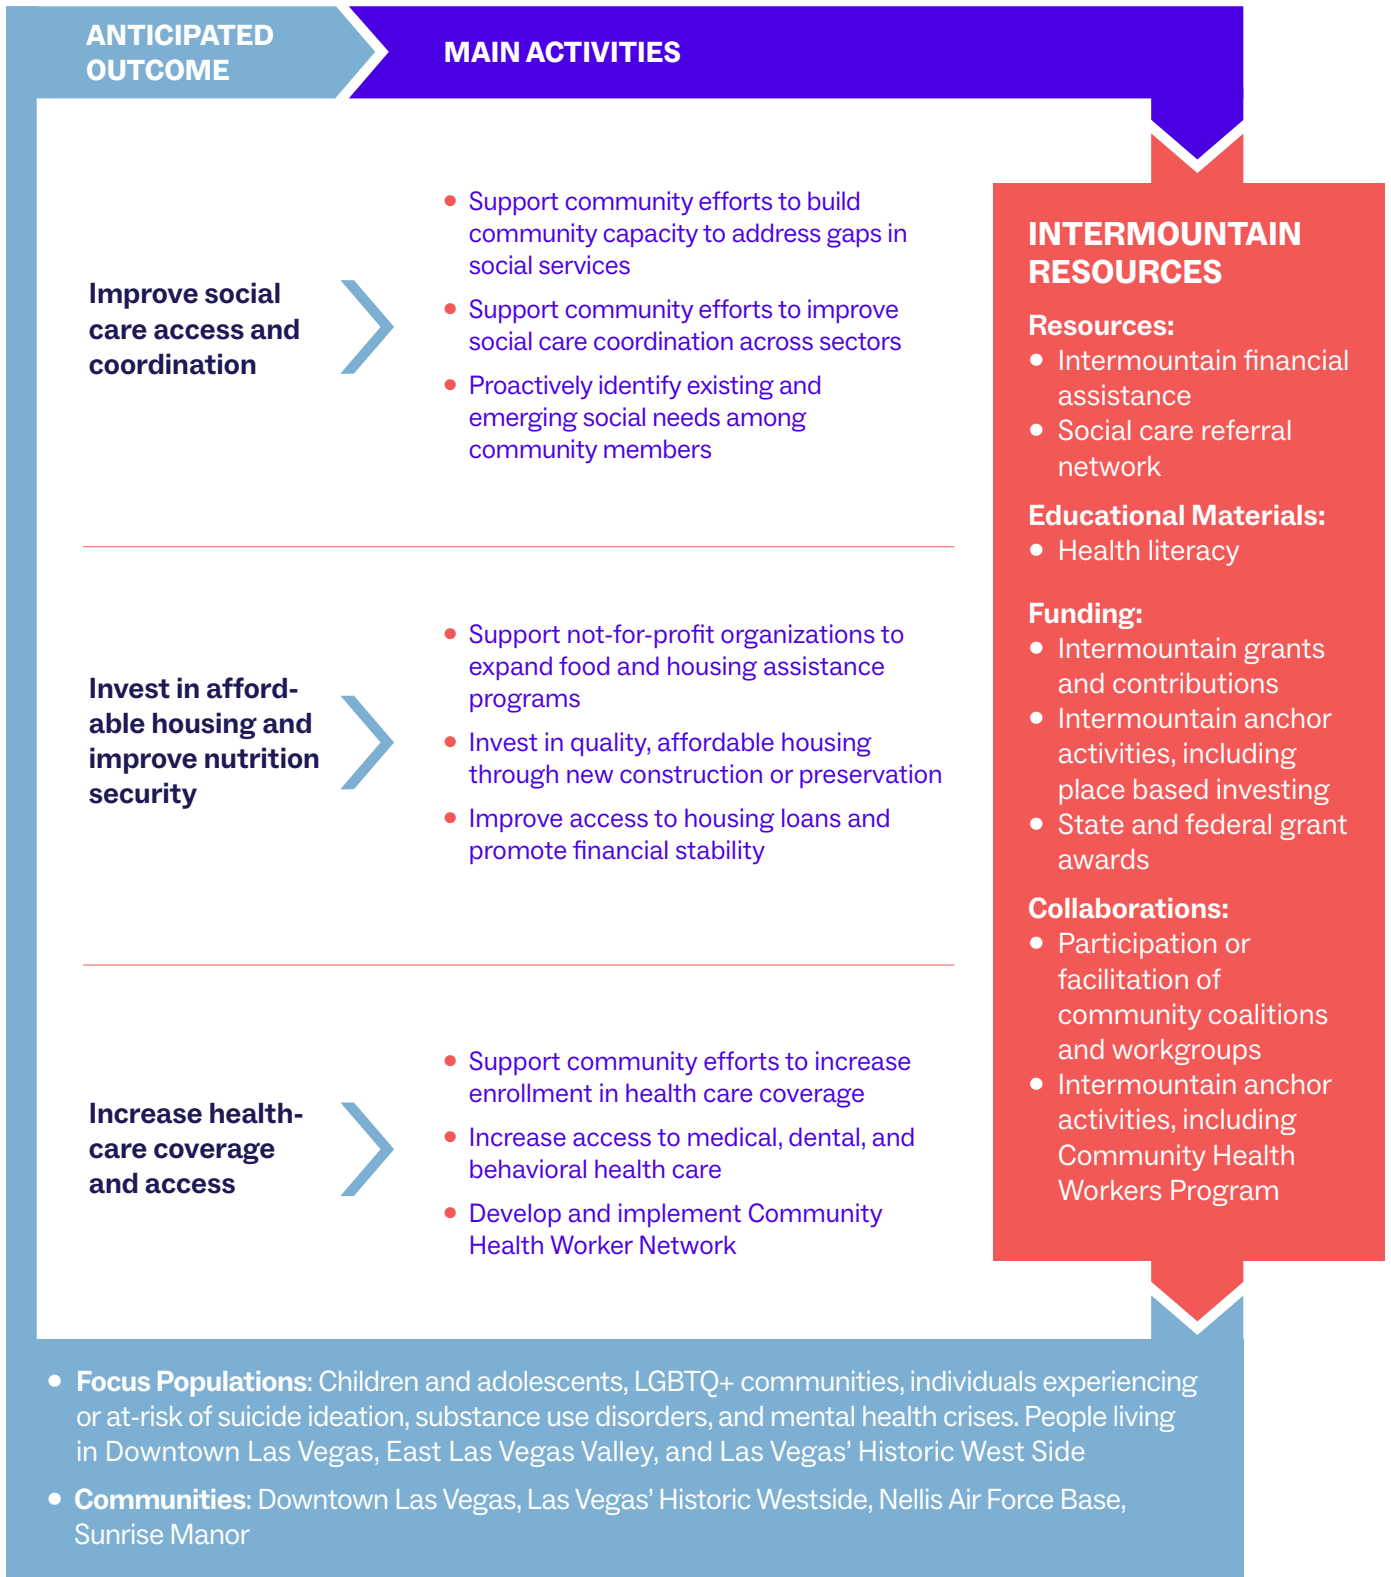 ANTICIPATED
OUTCOME
MAIN ACTIVITIES
Improve social
care access and
coordination
• Support community efforts to build
community capacity to address gaps in
social services
• Support community efforts to improve
social care coordination across sectors
• Proactively identify existing and
emerging social needs among
community members
Invest in afford-
able housing and
improve nutrition
security
• Support not-for-profit organizations to
expand food and housing assistance
programs
• Invest in quality, affordable housing
through new construction or preservation
• Improve access to housing loans and
promote financial stability
Increase health-
care coverage
and access
• Support community efforts to increase
enrollment in health care coverage
• Increase access to medical, dental, and
behavioral health care
• Develop and implement Community
Health Worker Network
INTERMOUNTAIN
RESOURCES
Resources:
• Intermountain financial
assistance
• Social care referral
network
Educational Materials:
• Health literacy
Funding:
• Intermountain grants
and contributions
• Intermountain anchor
activities, including
place based investing
• State and federal grant
awards
Collaborations:
• Participation or
facilitation of
community coalitions
and workgroups
• Intermountain anchor
activities, including
Community Health
Workers Program
• Focus Populations: Children and adolescents, LGBTQ+ communities, individuals experiencing
or at-risk of suicide ideation, substance use disorders, and mental health crises. People living
in Downtown Las Vegas, East Las Vegas Valley, and Las Vegas’ Historic West Side
• Communities: Downtown Las Vegas, Las Vegas’ Historic Westside, Nellis Air Force Base,
Sunrise Manor